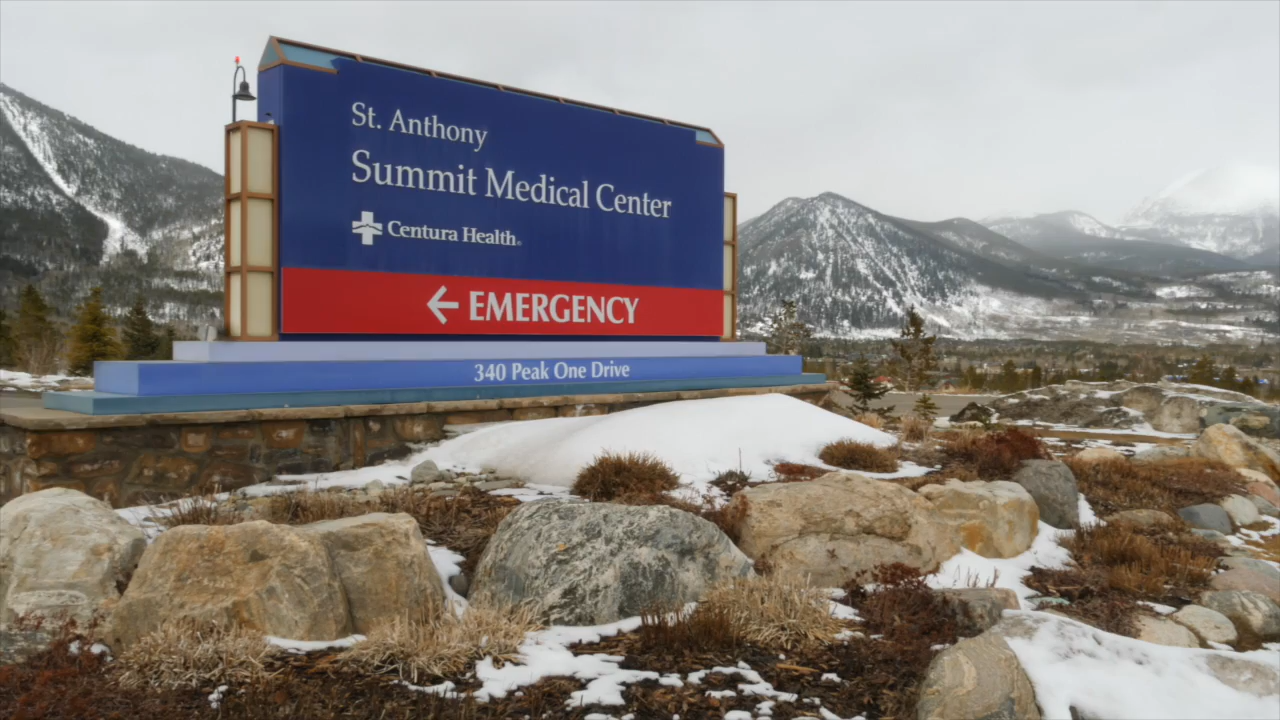 St. Anthony
Summit Medical Center
Centura Health®
← EMERGENCY
340 Peak One Drive